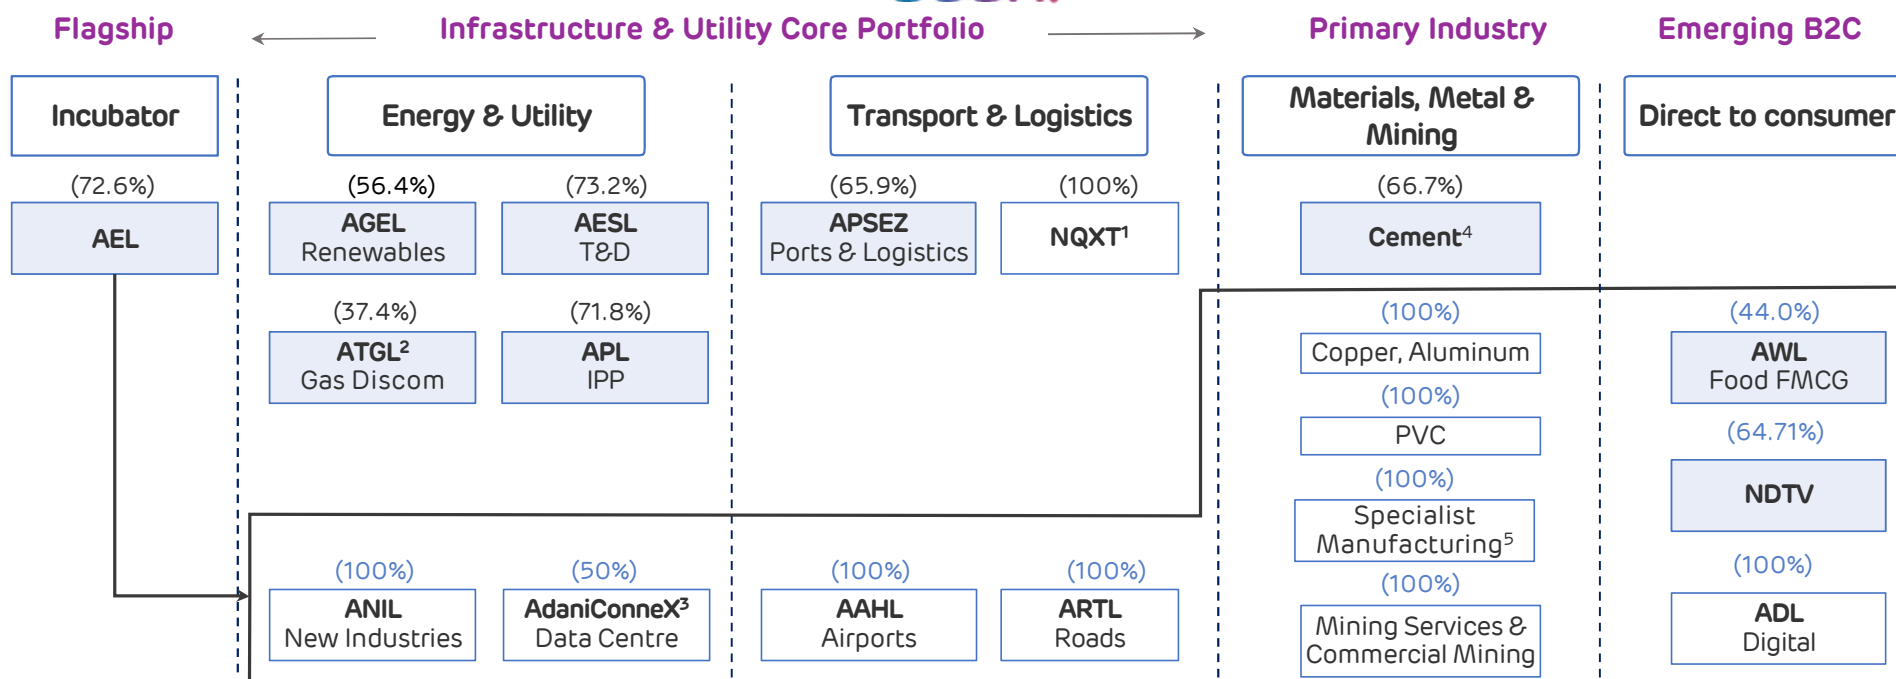 Flagship
Infrastructure & Utility Core Portfolio
Primary Industry
Emerging B2C
Incubator
Energy & Utility
Transport & Logistics
Materials, Metal &
Mining
Direct to consumer
(72.6%)
AEL
(56.4%)
AGEL
Renewables
(73.2%)
AESL
T&D
(65.9%)
APSEZ
Ports & Logistics
(100%)
NQXT¹
(66.7%)
Cement⁴
(37.4%)
ATGL²
Gas Discom
(71.8%)
APL
IPP
(100%)
Copper, Aluminum
(100%)
PVC
(100%)
Specialist
Manufacturing⁵
(100%)
Mining Services &
Commercial Mining
(44.0%)
AWL
Food FMCG
(64.71%)
NDTV
(100%)
ADL
Digital
(100%)
ANIL
New Industries
(50%)
AdaniConneX³
Data Centre
(100%)
AAHL
Airports
(100%)
ARTL
Roads